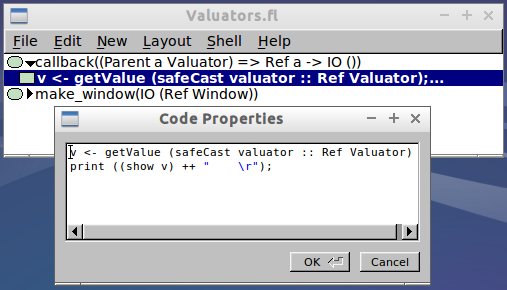 Valuators.fl
File Edit New Layout Shell Help
callback((Parent a Valuator) => Ref a -> IO ())
v <- getValue (safeCast valuator :: Ref Valuator);...
make_window(IO (Ref Window))
Code Properties
v <- getValue (safeCast valuator :: Ref Valuator)
print ((show v) ++ "    \r");
OK
Cancel